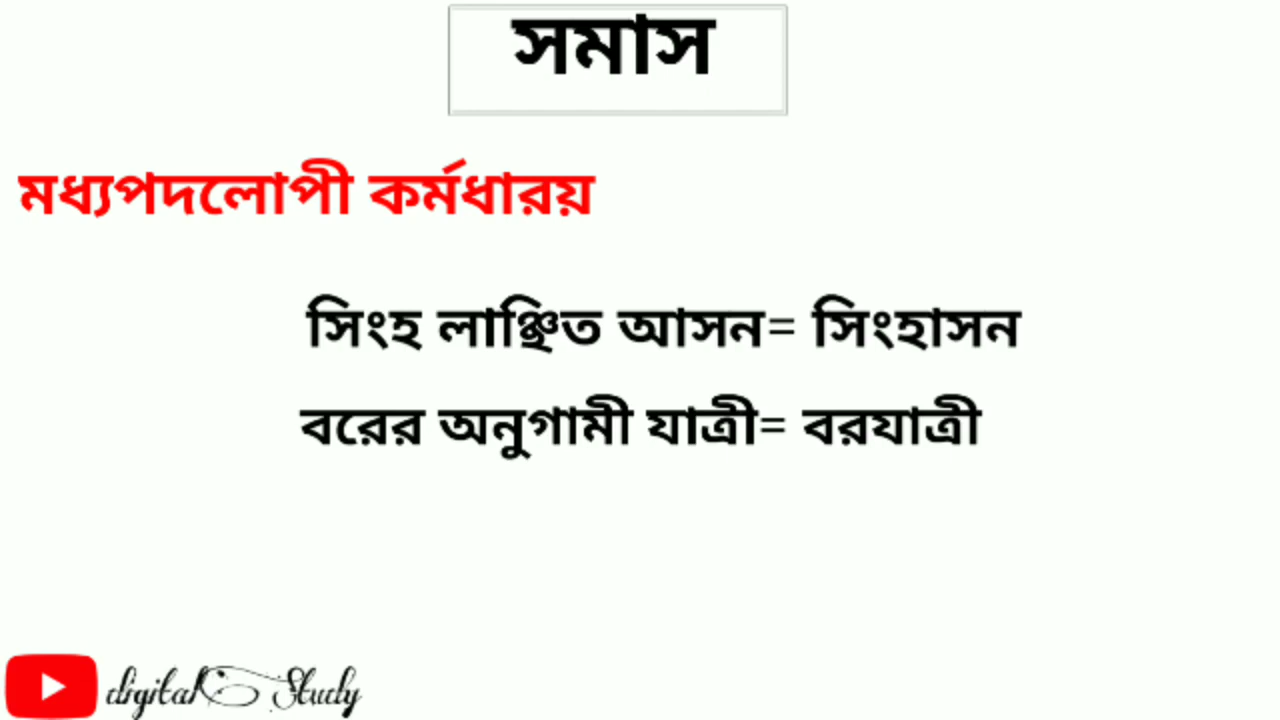 সমাস
মধ্যপদলোপী কর্মধারয়
সিংহ লাঞ্ছিত আসন= সিংহাসন
বরের অনুগামী যাত্রী= বরযাত্রী
digital Study